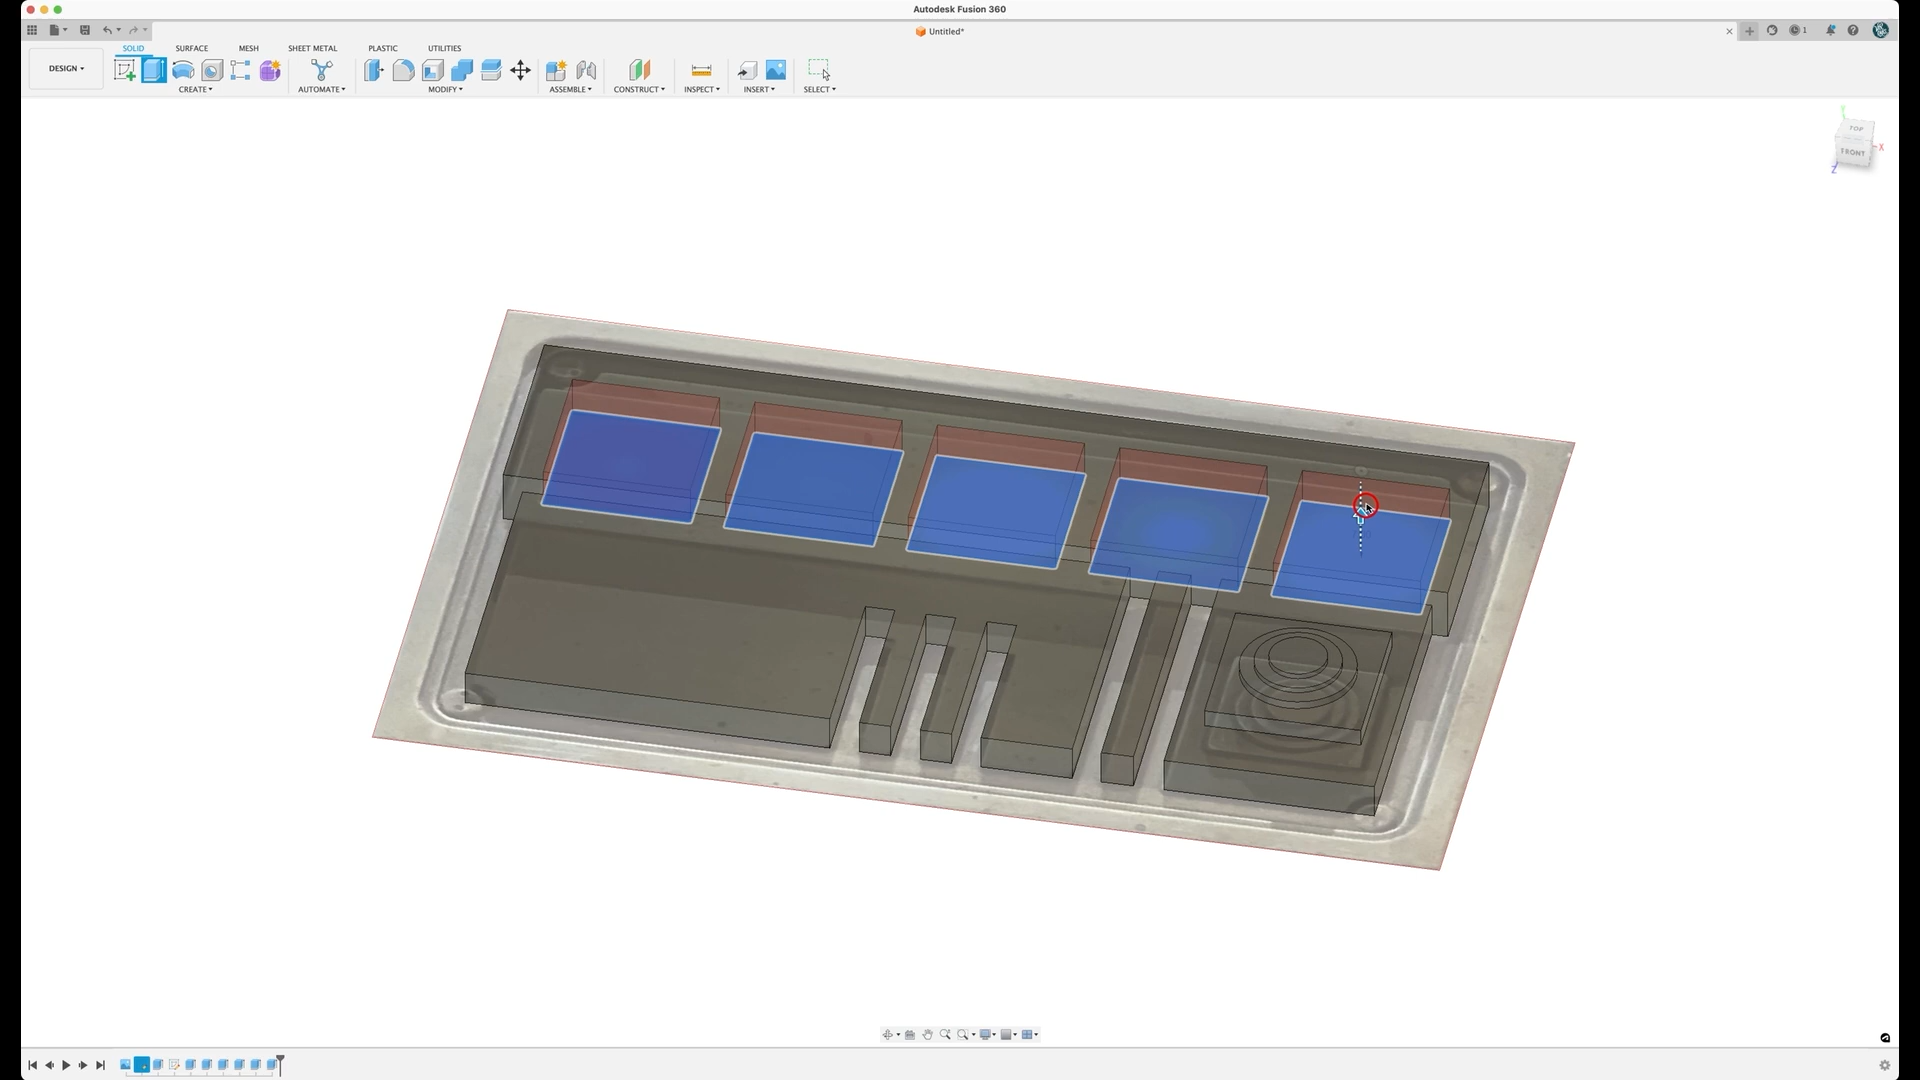 Autodesk Fusion 360
Untitled*
1
SOLID SURFACE MESH SHEET METAL PLASTIC UTILITIES
DESIGN
CREATE AUTOMATE MODIFY ASSEMBLE CONSTRUCT INSPECT INSERT SELECT
Y
TOP
X
FRONT
Z